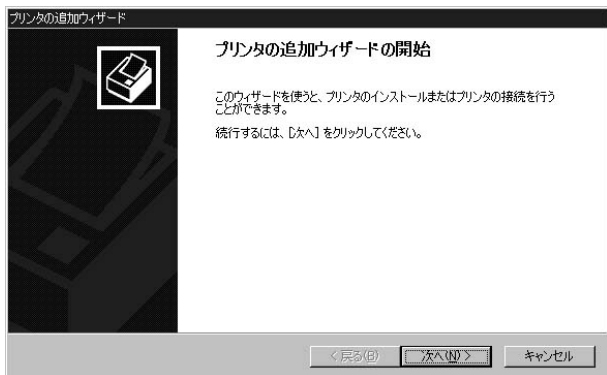 プリンタの追加ウィザード
プリンタの追加ウィザードの開始
このウィザードを使うと、プリンタのインストールまたはプリンタの接続を行う
ことができます。
続行するには、[次へ] をクリックしてください。
< 戻る(B)
次へ(N) >
キャンセル